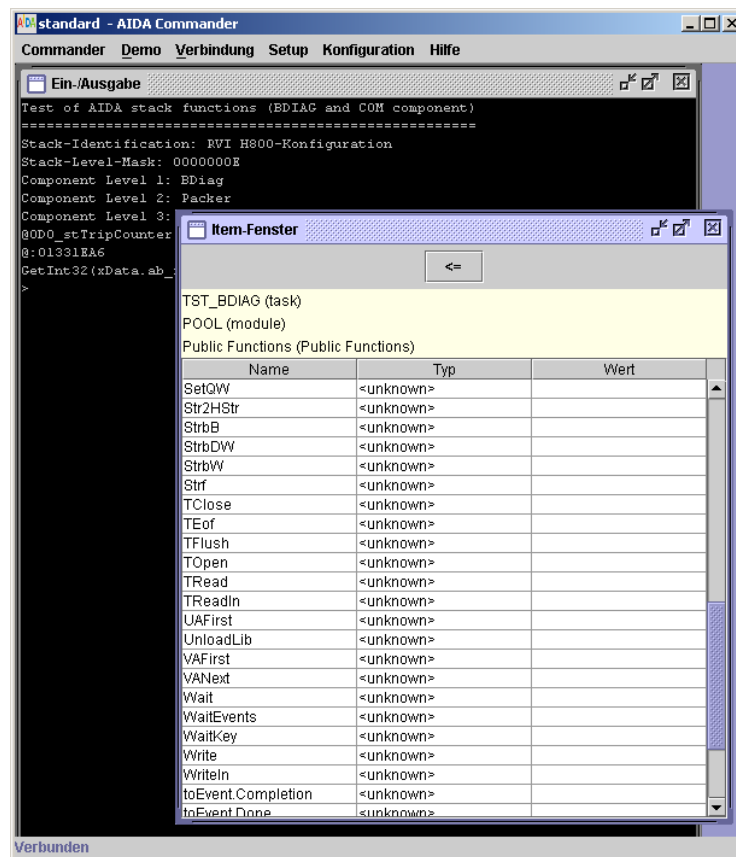 standard - AIDA Commander
Commander Demo Verbindung Setup Konfiguration Hilfe
Ein-/Ausgabe
Test of AIDA stack functions (BDIAG and COM component)
=======================================================
Stack-Identification: RVI H800-Konfiguration
Stack-Level-Mask: 0000000E
Component Level 1: BDiag
Component Level 2: Packer
Component Level 3:
@ODO_stTripCounter
@:01331EA6
GetInt32(xData.ab_
>
Item-Fenster
<=
TST_BDIAG (task)
POOL (module)
Public Functions (Public Functions)
Name Typ Wert
SetQW <unknown>
Str2HStr <unknown>
StrbB <unknown>
StrbDW <unknown>
StrbW <unknown>
Strf <unknown>
TClose <unknown>
TEof <unknown>
TFlush <unknown>
TOpen <unknown>
TRead <unknown>
TReadln <unknown>
UAFirst <unknown>
UnloadLib <unknown>
VAFirst <unknown>
VANext <unknown>
Wait <unknown>
WaitEvents <unknown>
WaitKey <unknown>
Write <unknown>
Writeln <unknown>
toEvent.Completion <unknown>
toEvent.Done <unknown>
Verbunden